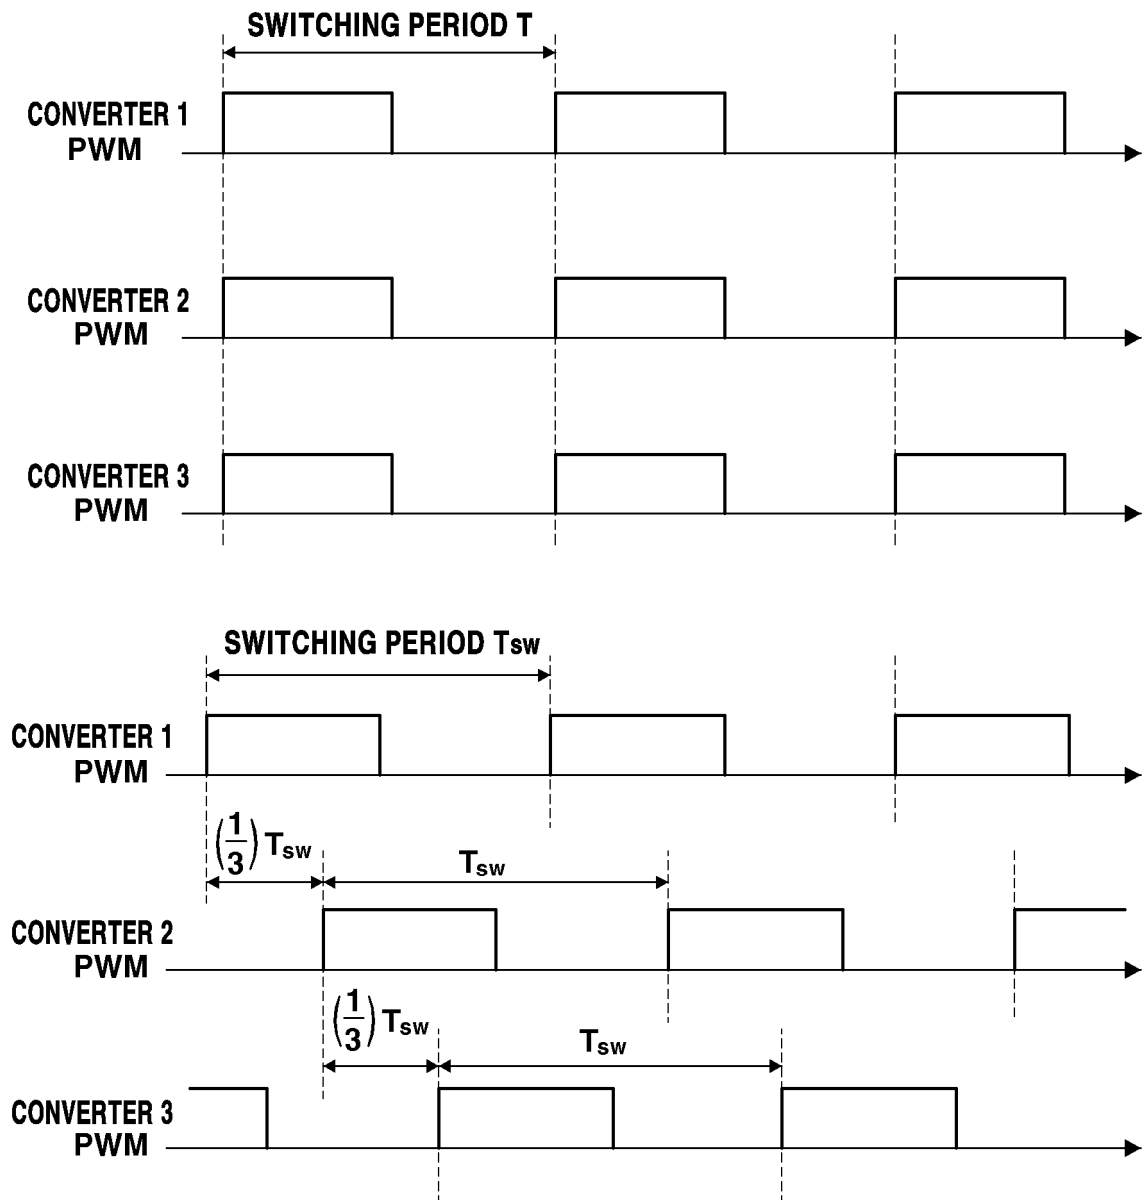 SWITCHING PERIOD T
CONVERTER 1
PWM
CONVERTER 2
PWM
CONVERTER 3
PWM
SWITCHING PERIOD Tsw
CONVERTER 1
PWM
(1/3) Tsw
Tsw
CONVERTER 2
PWM
(1/3) Tsw
Tsw
CONVERTER 3
PWM